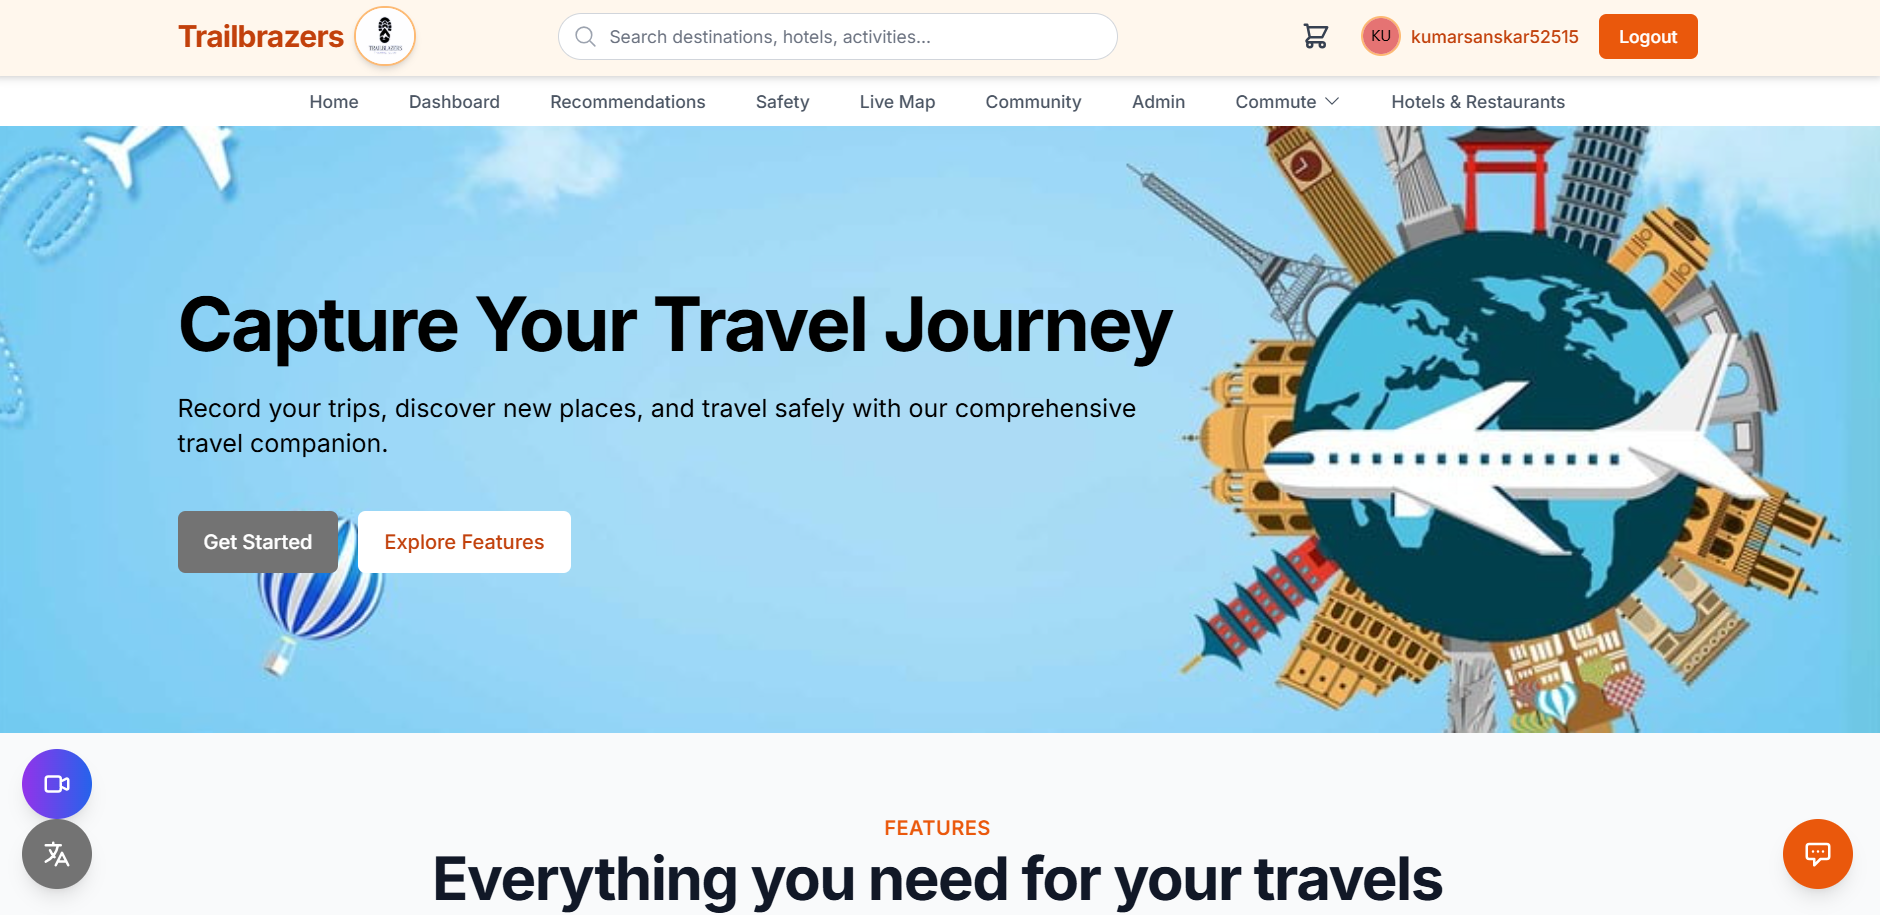 Trailbrazers
TRAILBLAZERS
Search destinations, hotels, activities...
KU
kumarsanskar52515
Logout
Home
Dashboard
Recommendations
Safety
Live Map
Community
Admin
Commute
Hotels & Restaurants
Capture Your Travel Journey
Record your trips, discover new places, and travel safely with our comprehensive
travel companion.
Get Started
Explore Features
FEATURES
Everything you need for your travels